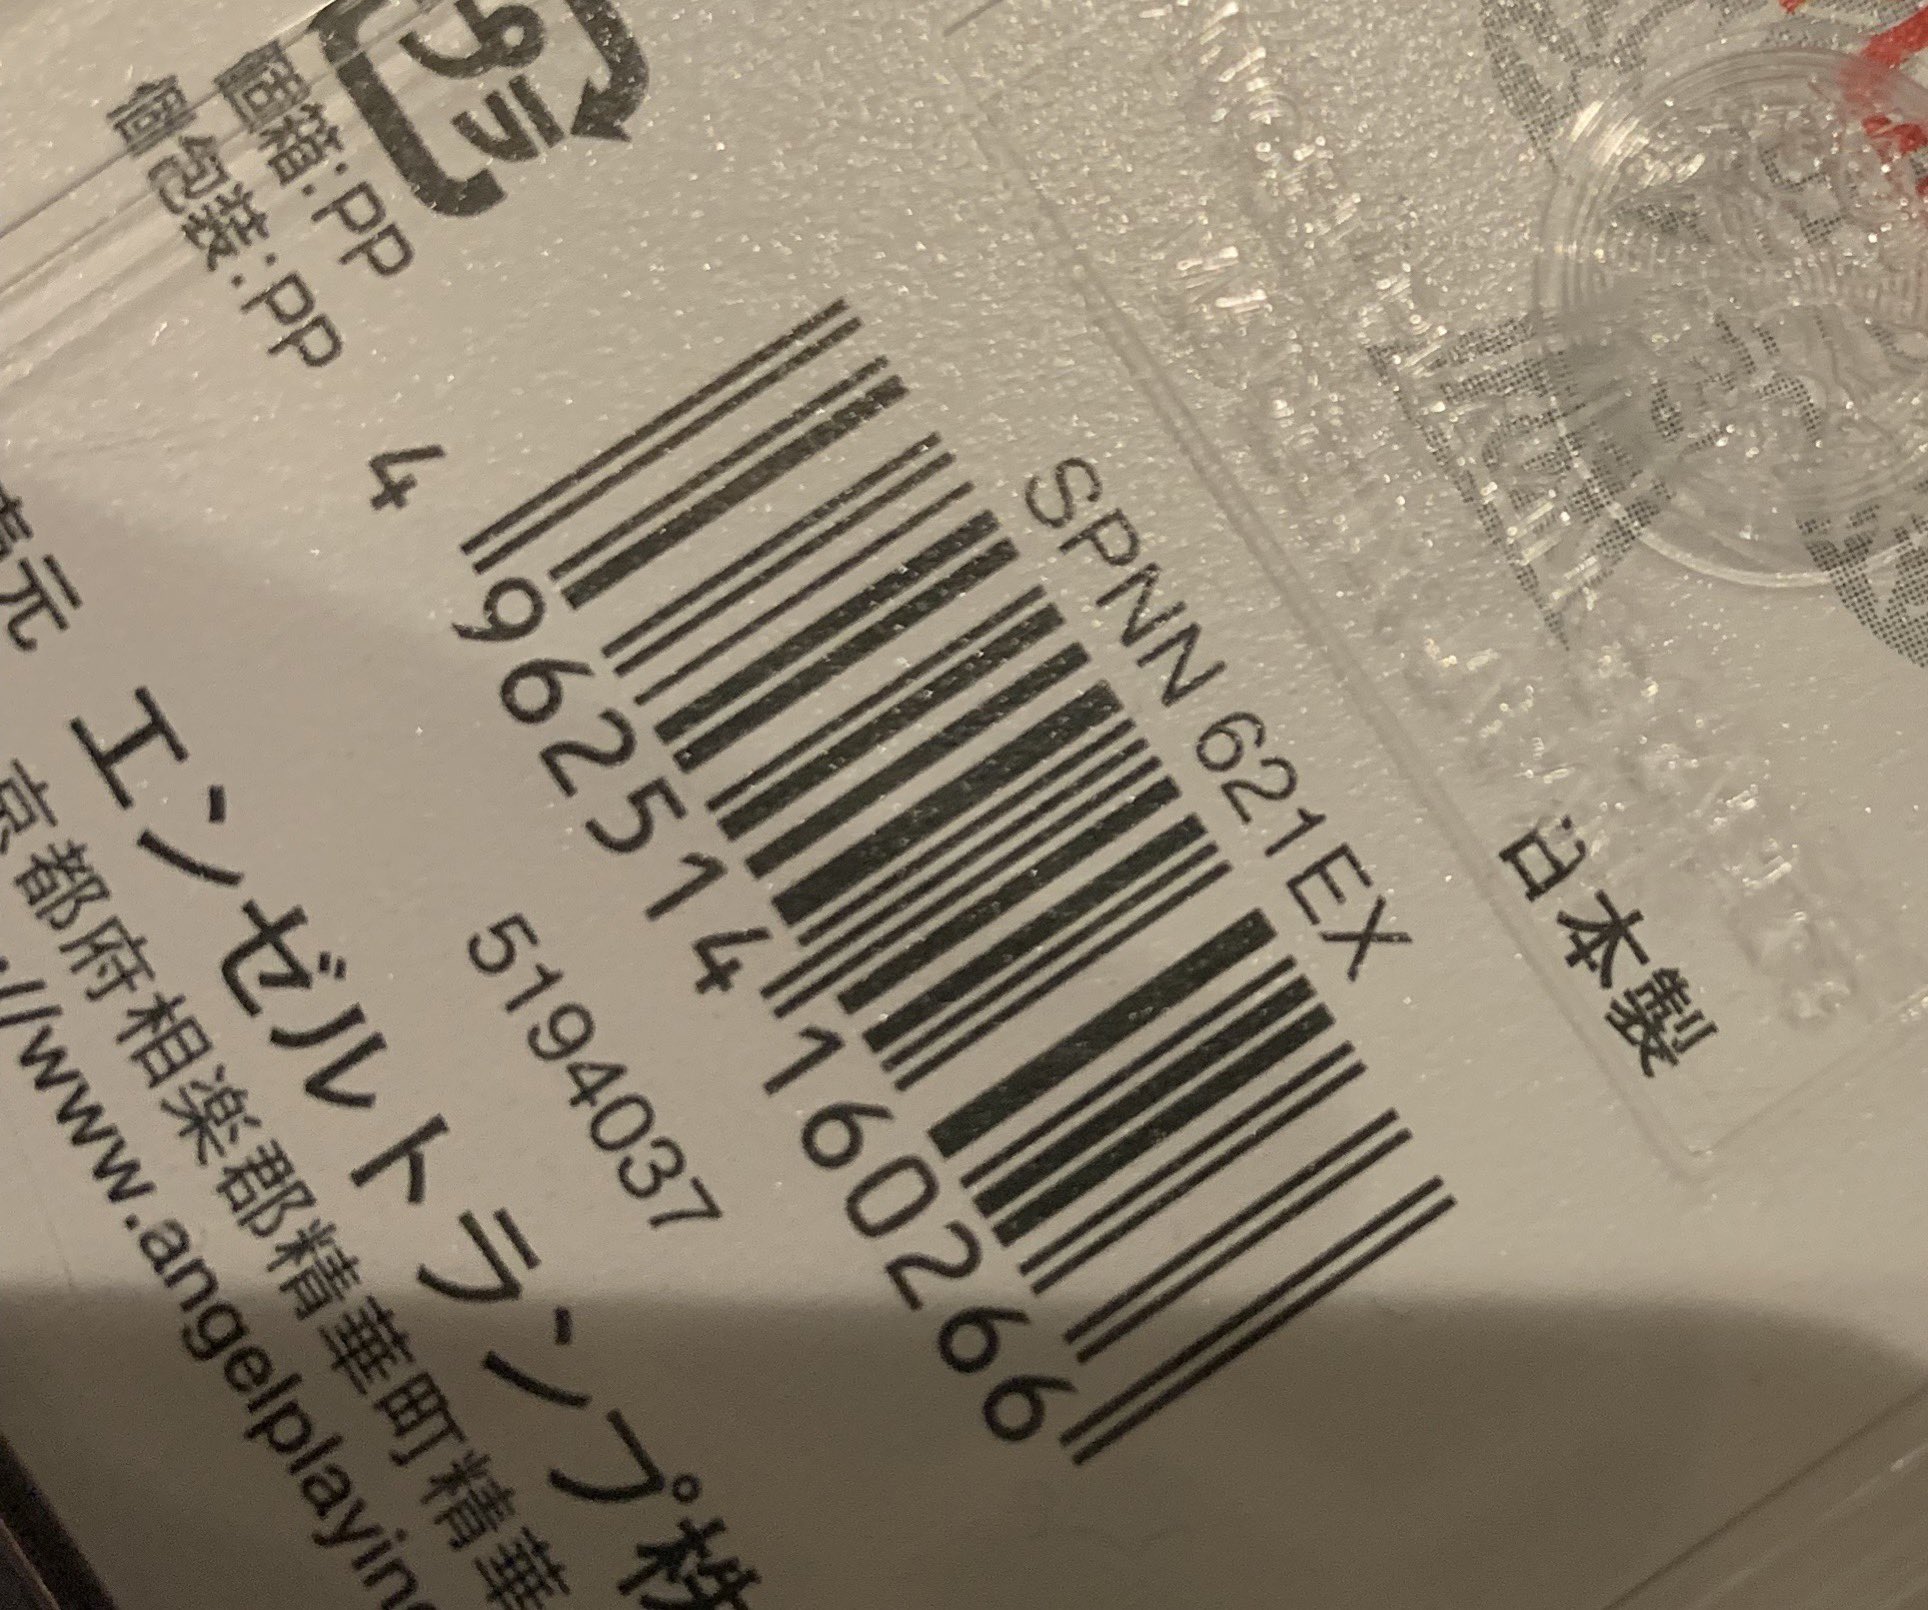 プラ
個箱:PP
個包装:PP
SPNN 621EX
4 962514 160266
5194037
日本製
エンゼルトランプ株
京都府相楽郡精華町精華
//www.angelplaying